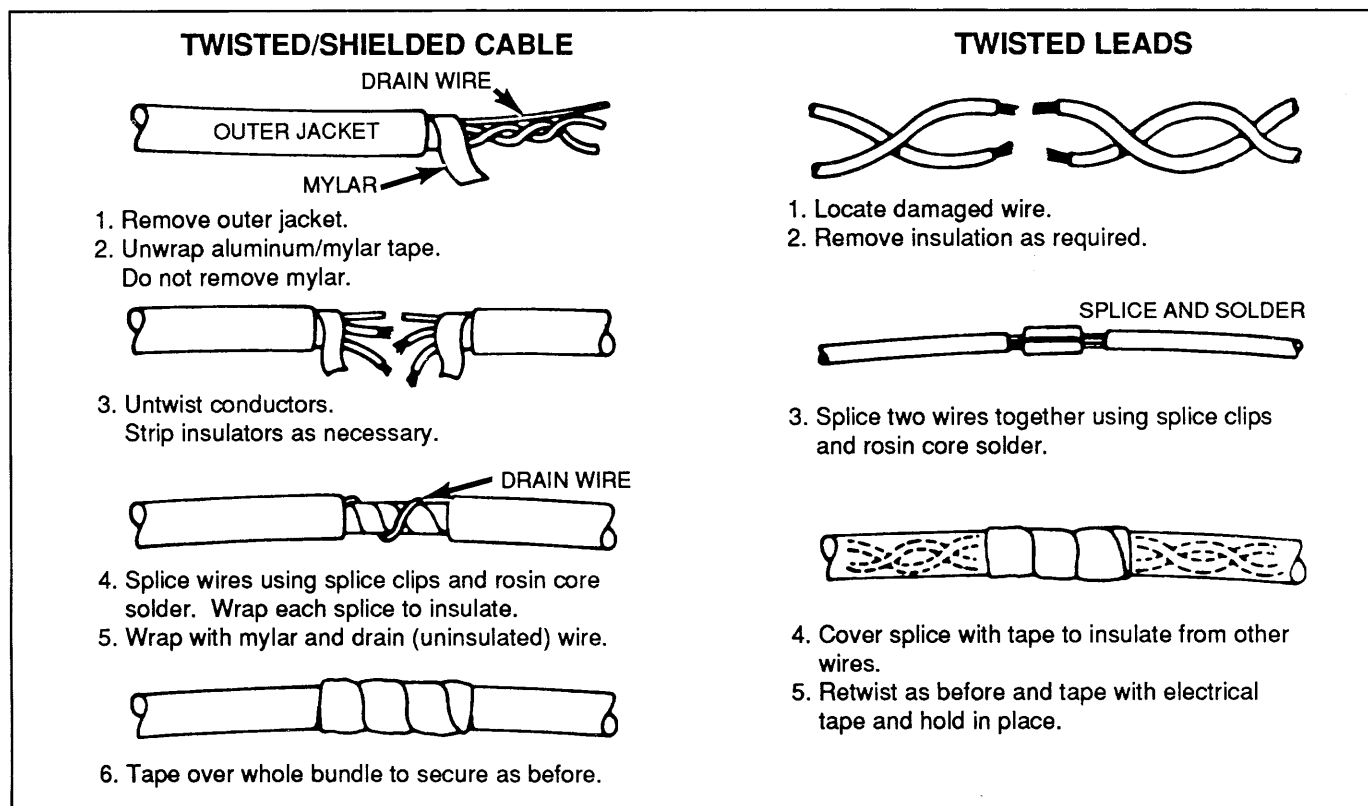 TWISTED/SHIELDED CABLE
DRAIN WIRE
OUTER JACKET
MYLAR
1. Remove outer jacket.
2. Unwrap aluminum/mylar tape.
Do not remove mylar.
3. Untwist conductors.
Strip insulators as necessary.
DRAIN WIRE
4. Splice wires using splice clips and rosin core
solder. Wrap each splice to insulate.
5. Wrap with mylar and drain (uninsulated) wire.
6. Tape over whole bundle to secure as before.
TWISTED LEADS
1. Locate damaged wire.
2. Remove insulation as required.
SPLICE AND SOLDER
3. Splice two wires together using splice clips
and rosin core solder.
4. Cover splice with tape to insulate from other
wires.
5. Retwist as before and tape with electrical
tape and hold in place.